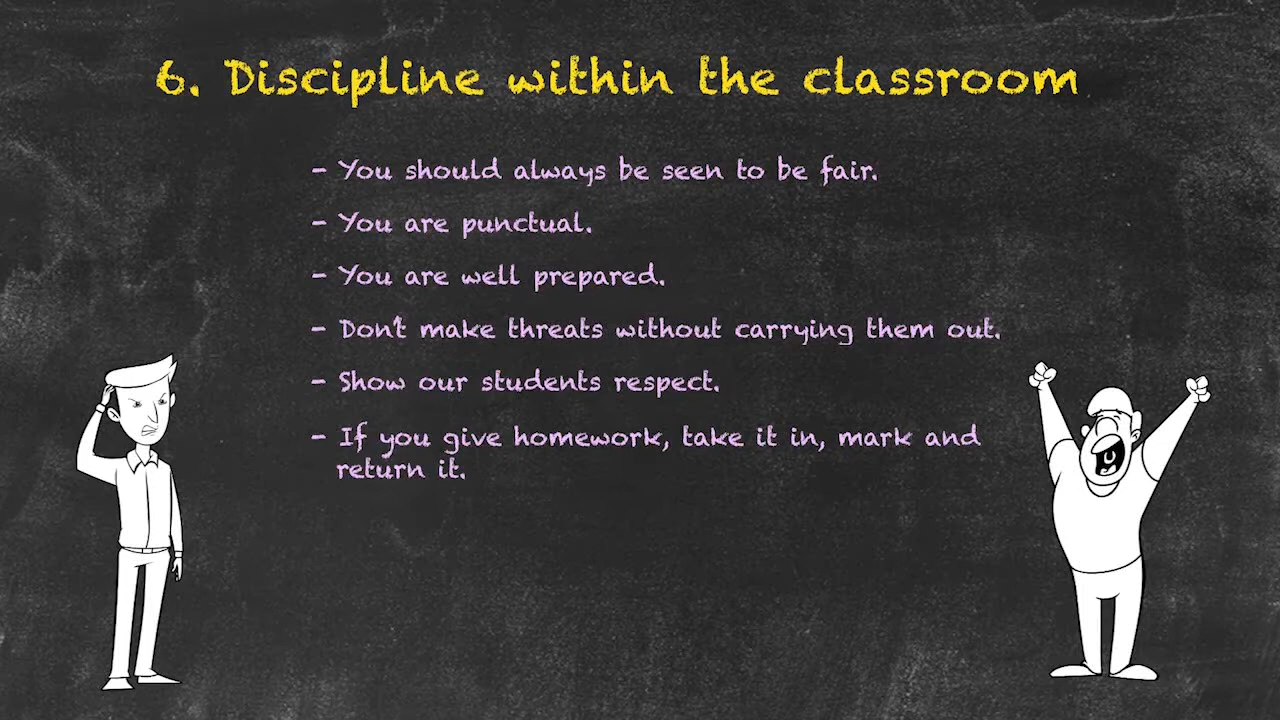 6. Discipline within the classroom
- You should always be seen to be fair.
- You are punctual.
- You are well prepared.
- Don't make threats without carrying them out.
- Show our students respect.
- If you give homework, take it in, mark and
return it.